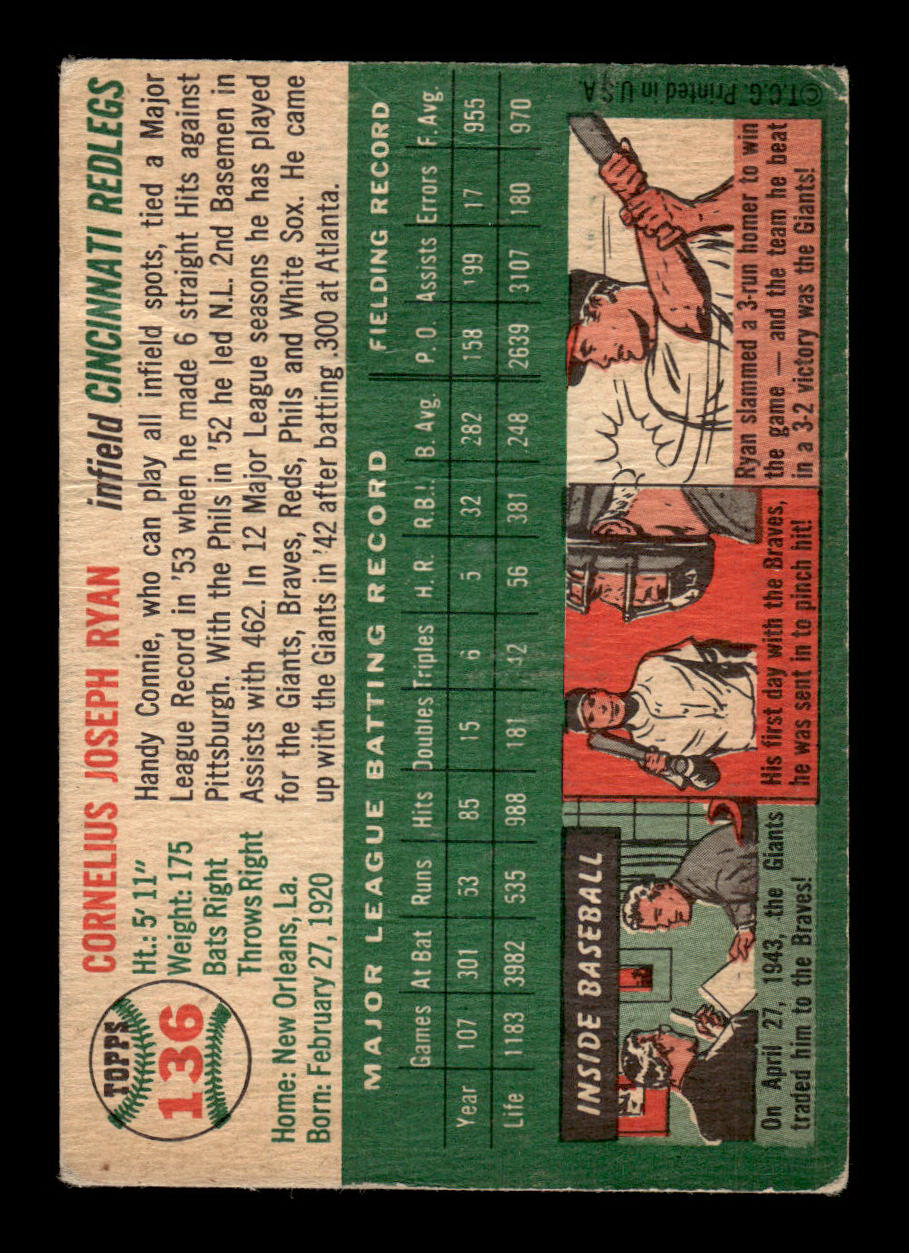 TOPPS
136
CORNELIUS JOSEPH RYAN infield CINCINNATI REDLEGS
Ht.: 5' 11"
Weight: 175
Bats Right
Throws Right
Home: New Orleans, La.
Born: February 27, 1920
Handy Connie, who can play all infield spots, tied a Major
League Record in '53 when he made 6 straight Hits against
Pittsburgh. With the Phils in '52 he led N.L. 2nd Basemen in
Assists with 462. In 12 Major League seasons he has played
for the Giants, Braves, Reds, Phils and White Sox. He came
up with the Giants in '42 after batting .300 at Atlanta.
MAJOR LEAGUE BATTING RECORD FIELDING RECORD
Games At Bat Runs Hits Doubles Triples H. R. R.B.I. B. Avg. P. O. Assists Errors F. Avg.
Year 107 301 53 85 15 6 5 32 282 158 199 17 955
Life 1183 3982 535 988 181 42 56 381 .248 2639 3107 180 970
INSIDE BASEBALL
On April 27, 1943, the Giants
traded him to the Braves!
His first day with the Braves,
he was sent in to pinch hit!
Ryan slammed a 3-run homer to win
the game — and the team he beat
in a 3-2 victory was the Giants!
©T.C.G. Printed in U.S.A.